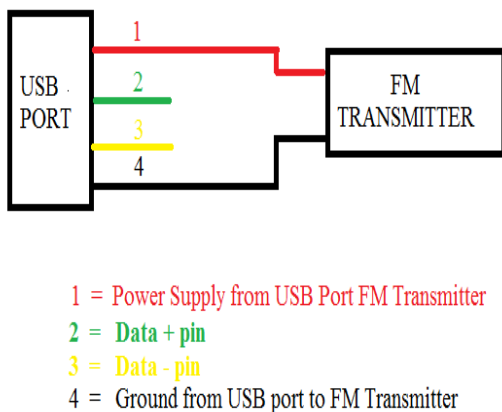 1
USB
PORT
2
3
4
FM
TRANSMITTER
1 = Power Supply from USB Port FM Transmitter
2 = Data + pin
3 = Data - pin
4 = Ground from USB port to FM Transmitter